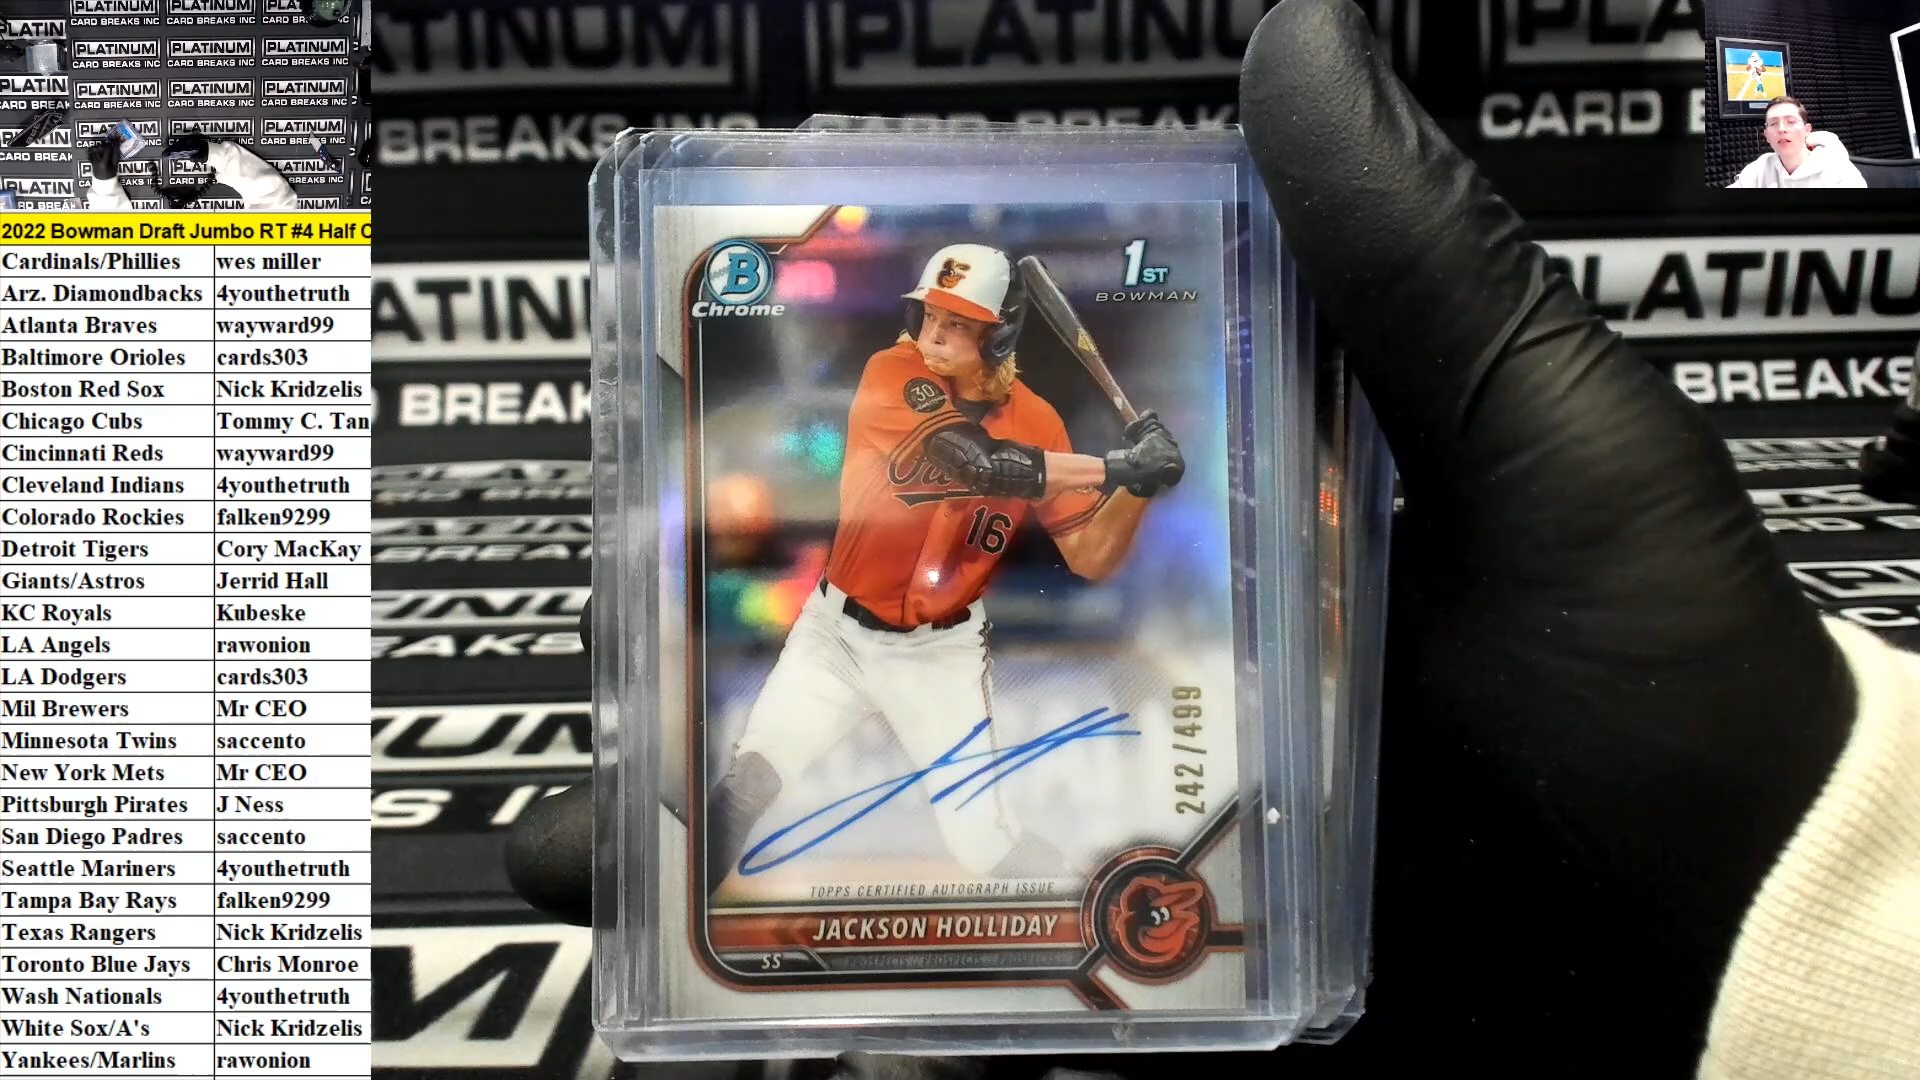 2022 Bowman Draft Jumbo RT #4 Half C
Cardinals/Phillies wes miller
Arz. Diamondbacks 4youthetruth
Atlanta Braves wayward99
Baltimore Orioles cards303
Boston Red Sox Nick Kridzelis
Chicago Cubs Tommy C. Tan
Cincinnati Reds wayward99
Cleveland Indians 4youthetruth
Colorado Rockies falken9299
Detroit Tigers Cory MacKay
Giants/Astros Jerrid Hall
KC Royals Kubeske
LA Angels rawonion
LA Dodgers cards303
Mil Brewers Mr CEO
Minnesota Twins saccento
New York Mets Mr CEO
Pittsburgh Pirates J Ness
San Diego Padres saccento
Seattle Mariners 4youthetruth
Tampa Bay Rays falken9299
Texas Rangers Nick Kridzelis
Toronto Blue Jays Chris Monroe
Wash Nationals 4youthetruth
White Sox/A's Nick Kridzelis
Yankees/Marlins rawonion
PLATINUM
CARD BREAKS INC
B
Chrome
1ST
BOWMAN
30
16
242/499
TOPPS CERTIFIED AUTOGRAPH ISSUE
JACKSON HOLLIDAY
SS
PROSPECTS // PROSPECTS // PROSPECTS